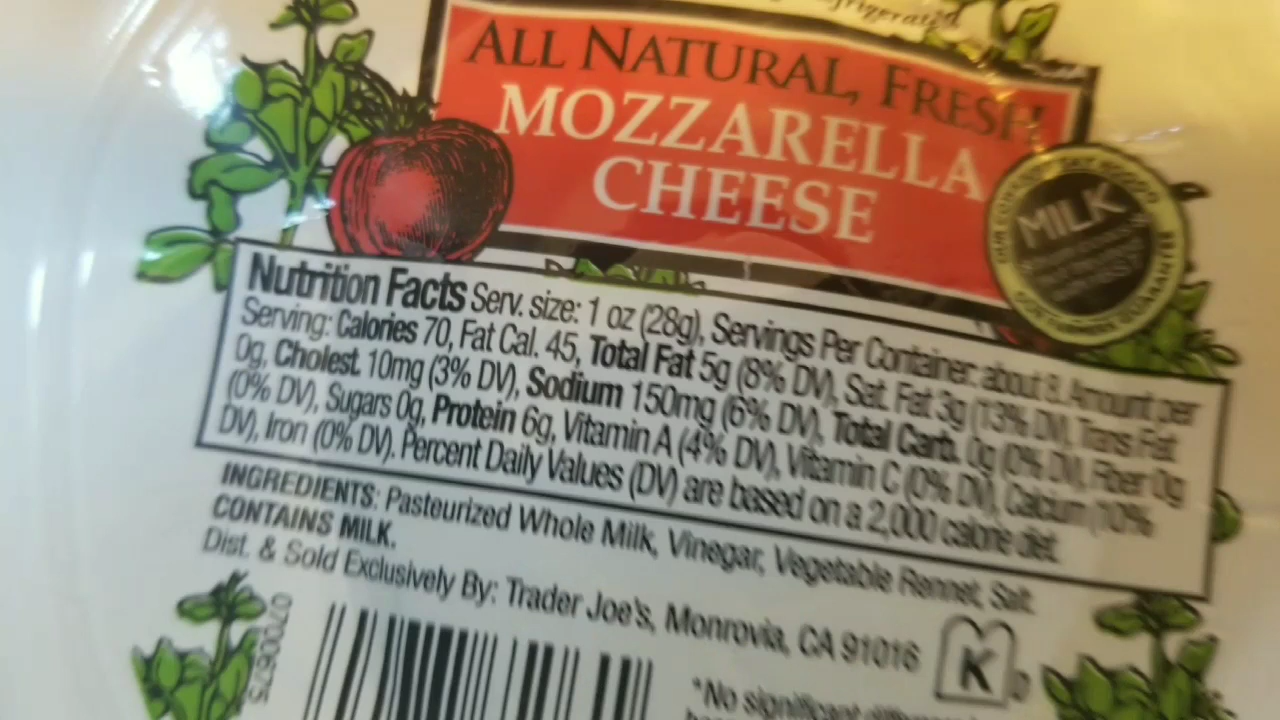 frigerated
ALL NATURAL, FRESH
MOZZARELLA
CHEESE
MILK
Nutrition Facts Serv. size: 1 oz (28g), Servings Per Container: about 8. Amount per
Serving: Calories 70, Fat Cal. 45, Total Fat 5g (8% DV), Sat. Fat 3g (13% DV), Trans Fat
0g, Cholest. 10mg (3% DV), Sodium 150mg (6% DV), Total Carb. 0g (0% DV), Fiber 0g
(0% DV), Sugars 0g, Protein 6g, Vitamin A (4% DV), Vitamin C (0% DV), Calcium (10%
DV), Iron (0% DV). Percent Daily Values (DV) are based on a 2,000 calorie diet.
INGREDIENTS: Pasteurized Whole Milk, Vinegar, Vegetable Rennet, Salt.
CONTAINS MILK.
Dist. & Sold Exclusively By: Trader Joe's, Monrovia, CA 91016
K D
0700675
*No significant